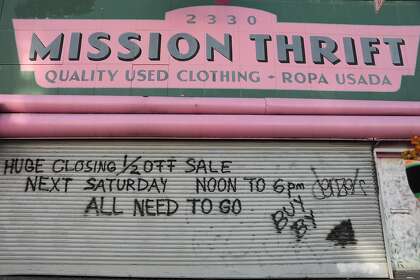 2330
MISSION THRIFT
QUALITY USED CLOTHING - ROPA USADA
HUGE CLOSING 1/2 OFF SALE
NEXT SATURDAY NOON TO 6pm
ALL NEED TO GO
BUY
BY